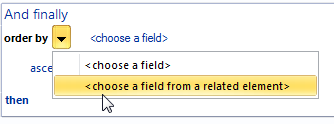 And finally
order by <choose a field>
<choose a field>
asce
<choose a field from a related element>
then